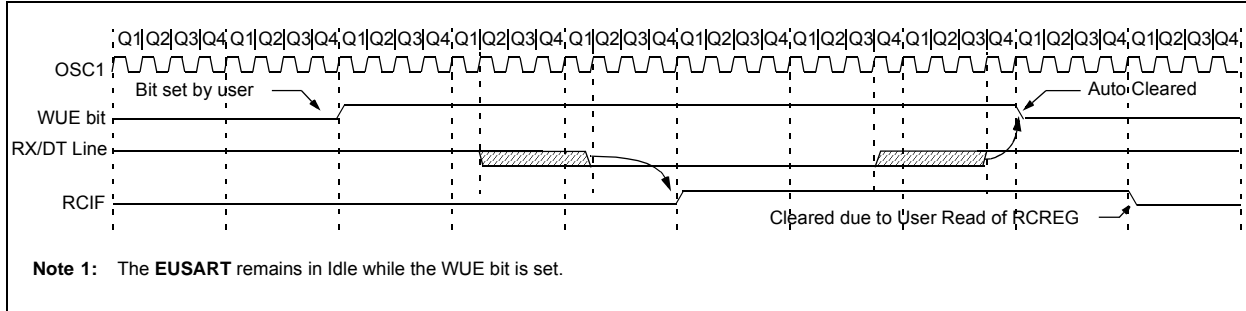 Q1 Q2 Q3 Q4 Q1 Q2 Q3 Q4 Q1 Q2 Q3 Q4 Q1 Q2 Q3 Q4 Q1 Q2 Q3 Q4 Q1 Q2 Q3 Q4 Q1 Q2 Q3 Q4 Q1 Q2 Q3 Q4 Q1 Q2 Q3 Q4 Q1 Q2 Q3 Q4
OSC1
Bit set by user
Auto Cleared
WUE bit
RX/DT Line
RCIF
Cleared due to User Read of RCREG
Note 1: The EUSART remains in Idle while the WUE bit is set.